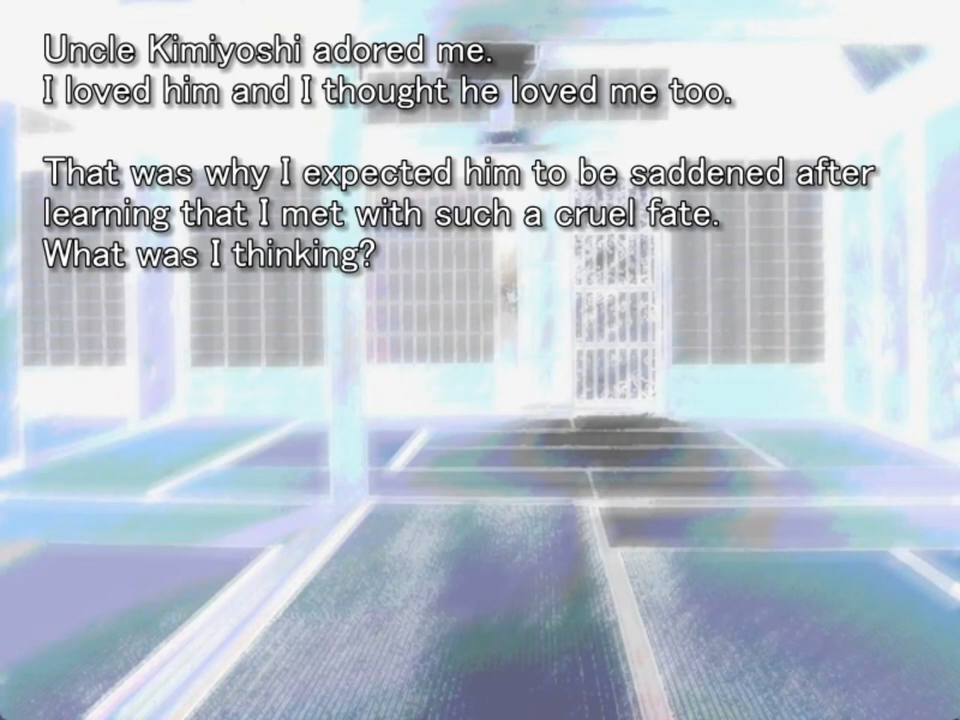 Uncle Kimiyoshi adored me.
I loved him and I thought he loved me too.
That was why I expected him to be saddened after
learning that I met with such a cruel fate.
What was I thinking?